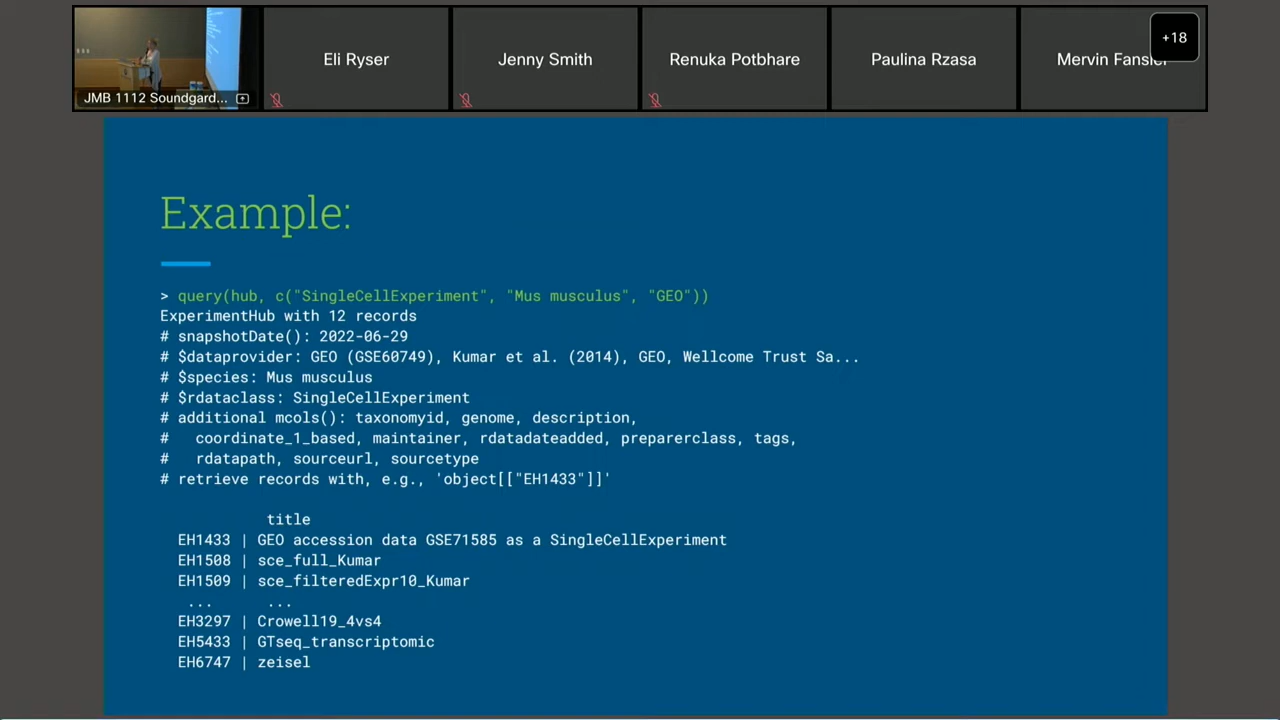 JMB 1112 Soundgard...
Eli Ryser
Jenny Smith
Renuka Potbhare
Paulina Rzasa
Mervin Fansler
+18
Example:
> query(hub, c("SingleCellExperiment", "Mus musculus", "GEO"))
ExperimentHub with 12 records
# snapshotDate(): 2022-06-29
# $dataprovider: GEO (GSE60749), Kumar et al. (2014), GEO, Wellcome Trust Sa...
# $species: Mus musculus
# $rdataclass: SingleCellExperiment
# additional mcols(): taxonomyid, genome, description,
#   coordinate_1_based, maintainer, rdatadateadded, preparerclass, tags,
#   rdatapath, sourceurl, sourcetype
# retrieve records with, e.g., 'object[["EH1433"]]'
title
EH1433 | GEO accession data GSE71585 as a SingleCellExperiment
EH1508 | sce_full_Kumar
EH1509 | sce_filteredExpr10_Kumar
... ...
EH3297 | Crowell19_4vs4
EH5433 | GTseq_transcriptomic
EH6747 | zeisel